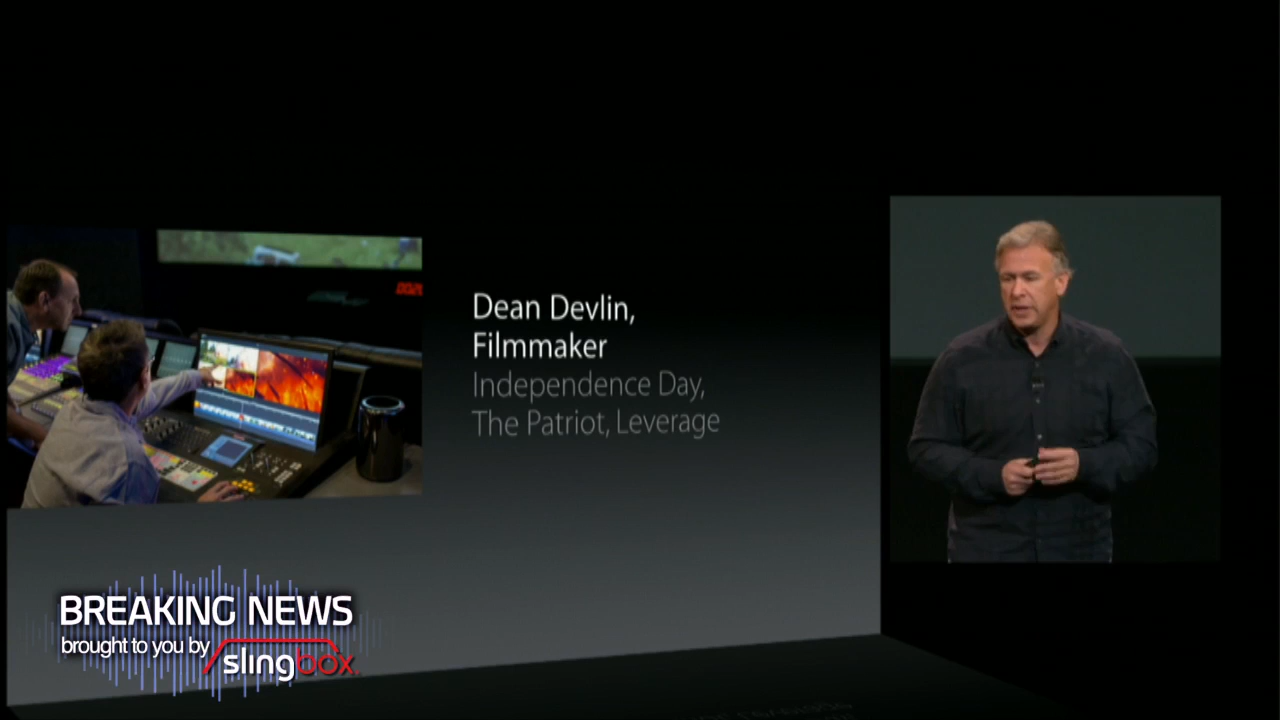 Dean Devlin,
Filmmaker
Independence Day,
The Patriot, Leverage
BREAKING NEWS
brought to you by
slingbox